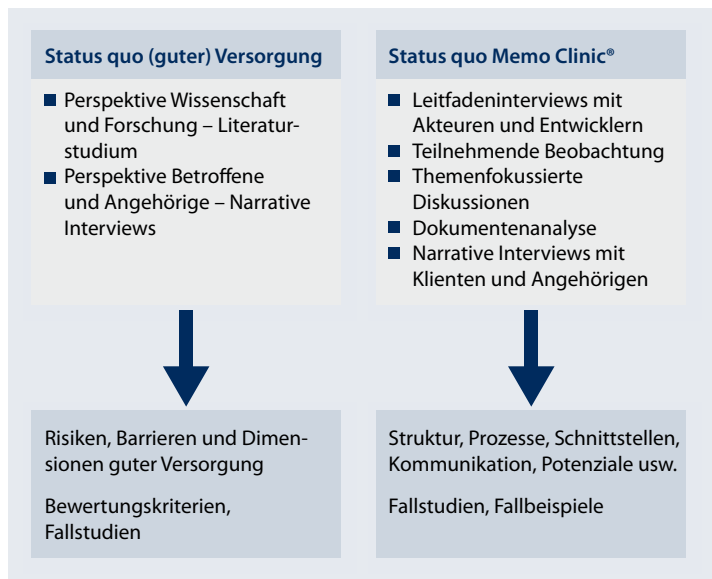 Status quo (guter) Versorgung
Perspektive Wissenschaft
und Forschung – Literatur-
studium
Perspektive Betroffene
und Angehörige – Narrative
Interviews
Risiken, Barrieren und Dimen-
sionen guter Versorgung
Bewertungskriterien,
Fallstudien
Status quo Memo Clinic®
Leitfadeninterviews mit
Akteuren und Entwicklern
Teilnehmende Beobachtung
Themenfokussierte
Diskussionen
Dokumentenanalyse
Narrative Interviews mit
Klienten und Angehörigen
Struktur, Prozesse, Schnittstellen,
Kommunikation, Potenziale usw.
Fallstudien, Fallbeispiele